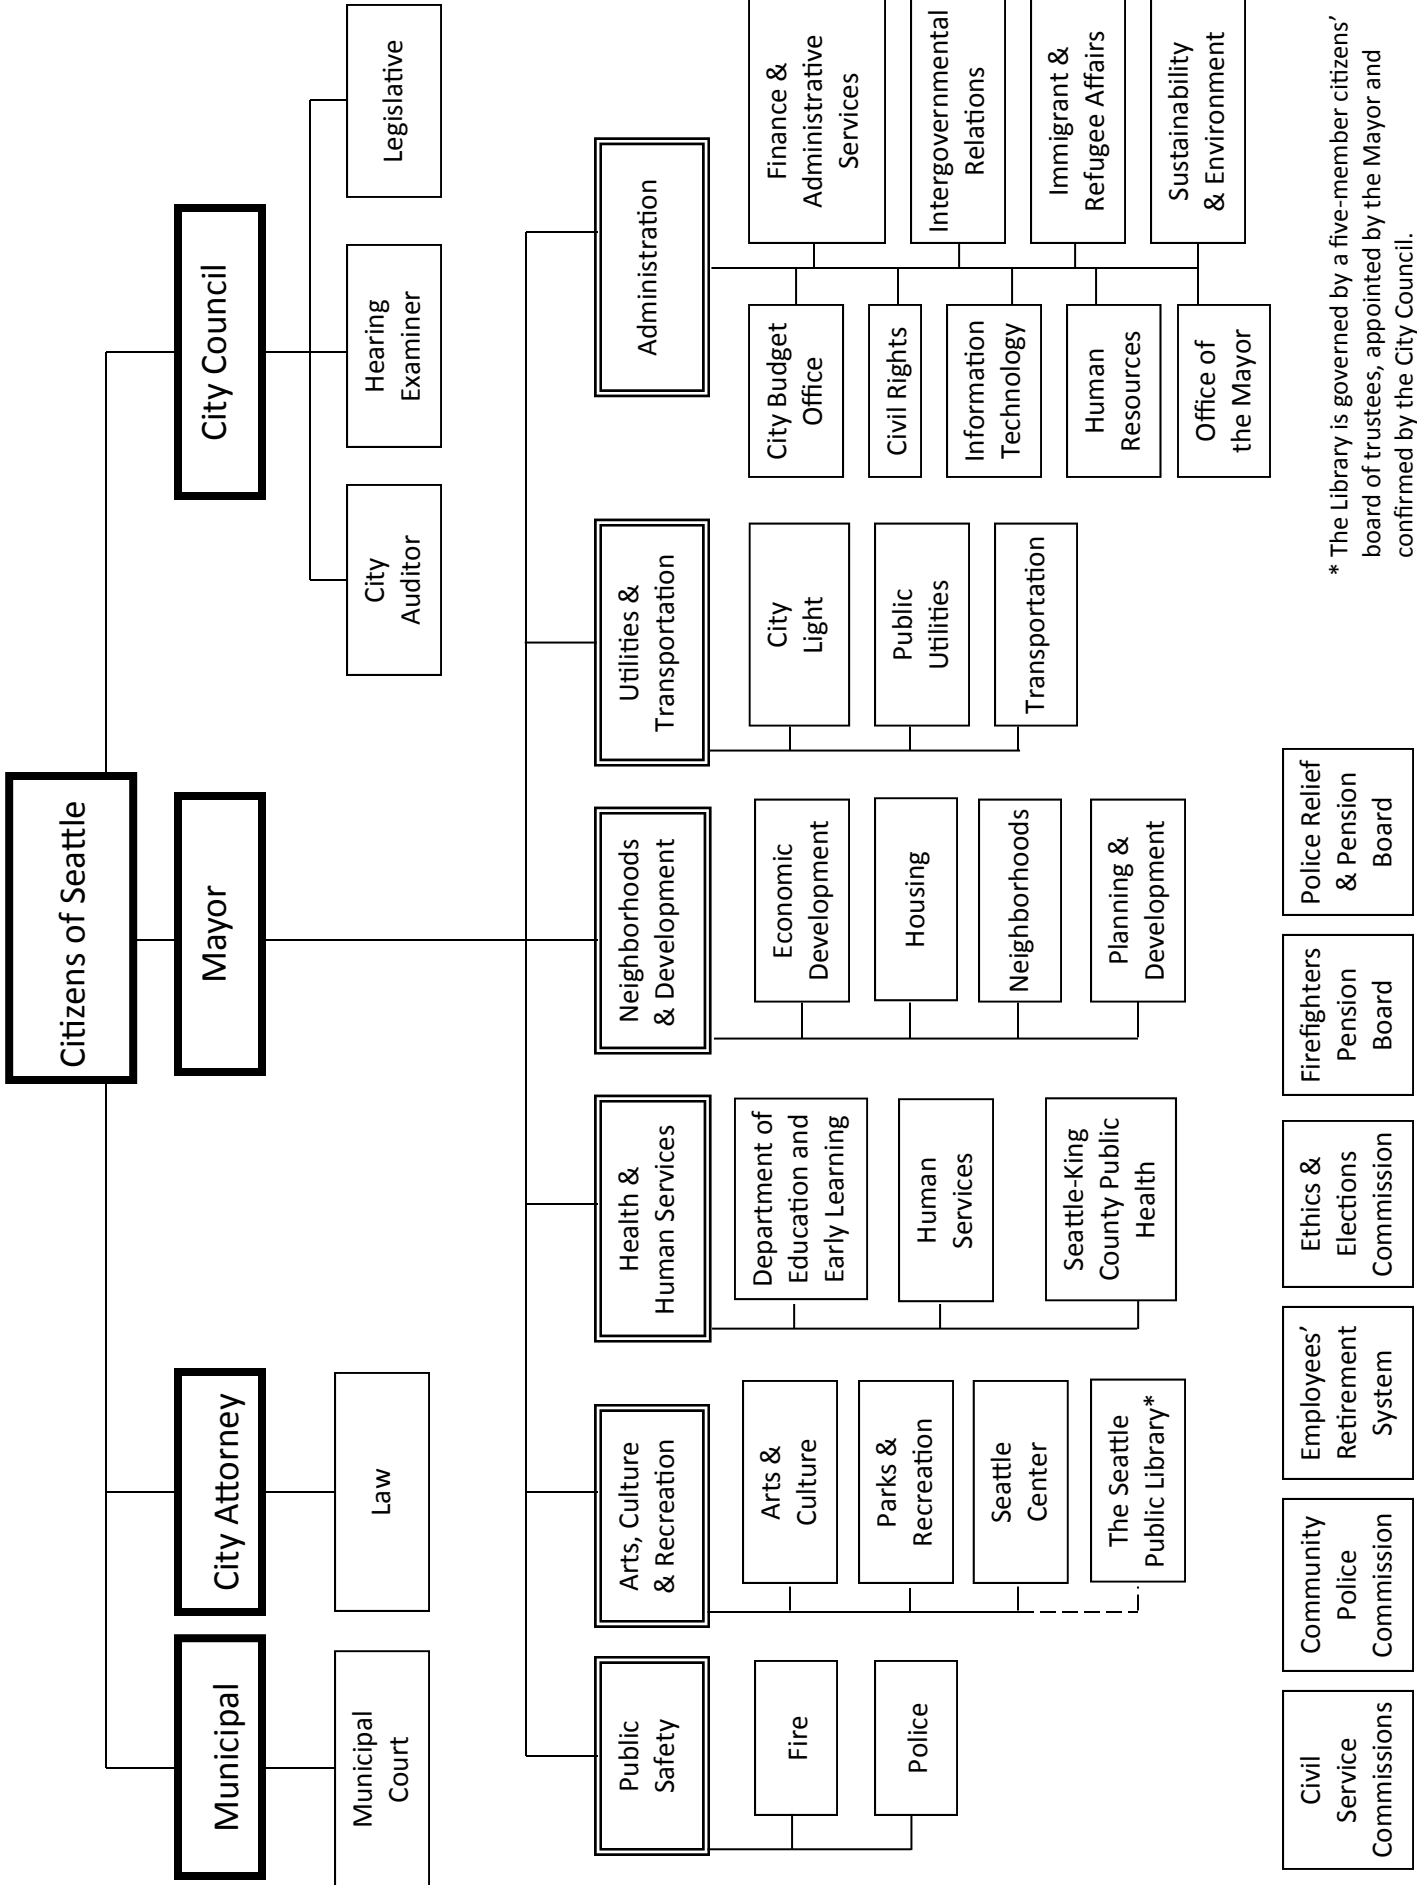 Citizens of Seattle
Municipal
City Attorney
Mayor
City Council
Municipal
Court
Law
City
Auditor
Hearing
Examiner
Legislative
Public
Safety
Arts, Culture
& Recreation
Health &
Human Services
Neighborhoods
& Development
Utilities &
Transportation
Administration
Fire
Police
Arts &
Culture
Parks &
Recreation
Seattle
Center
The Seattle
Public Library*
Department of
Education and
Early Learning
Human
Services
Seattle-King
County Public
Health
Economic
Development
Housing
Neighborhoods
Planning &
Development
City
Light
Public
Utilities
Transportation
City Budget
Office
Civil Rights
Information
Technology
Human
Resources
Office of
the Mayor
Finance &
Administrative
Services
Intergovernmental
Relations
Immigrant &
Refugee Affairs
Sustainability
& Environment
Civil
Service
Commissions
Community
Police
Commission
Employees’
Retirement
System
Ethics &
Elections
Commission
Firefighters
Pension
Board
Police Relief
& Pension
Board
* The Library is governed by a five-member citizens’
board of trustees, appointed by the Mayor and
confirmed by the City Council.